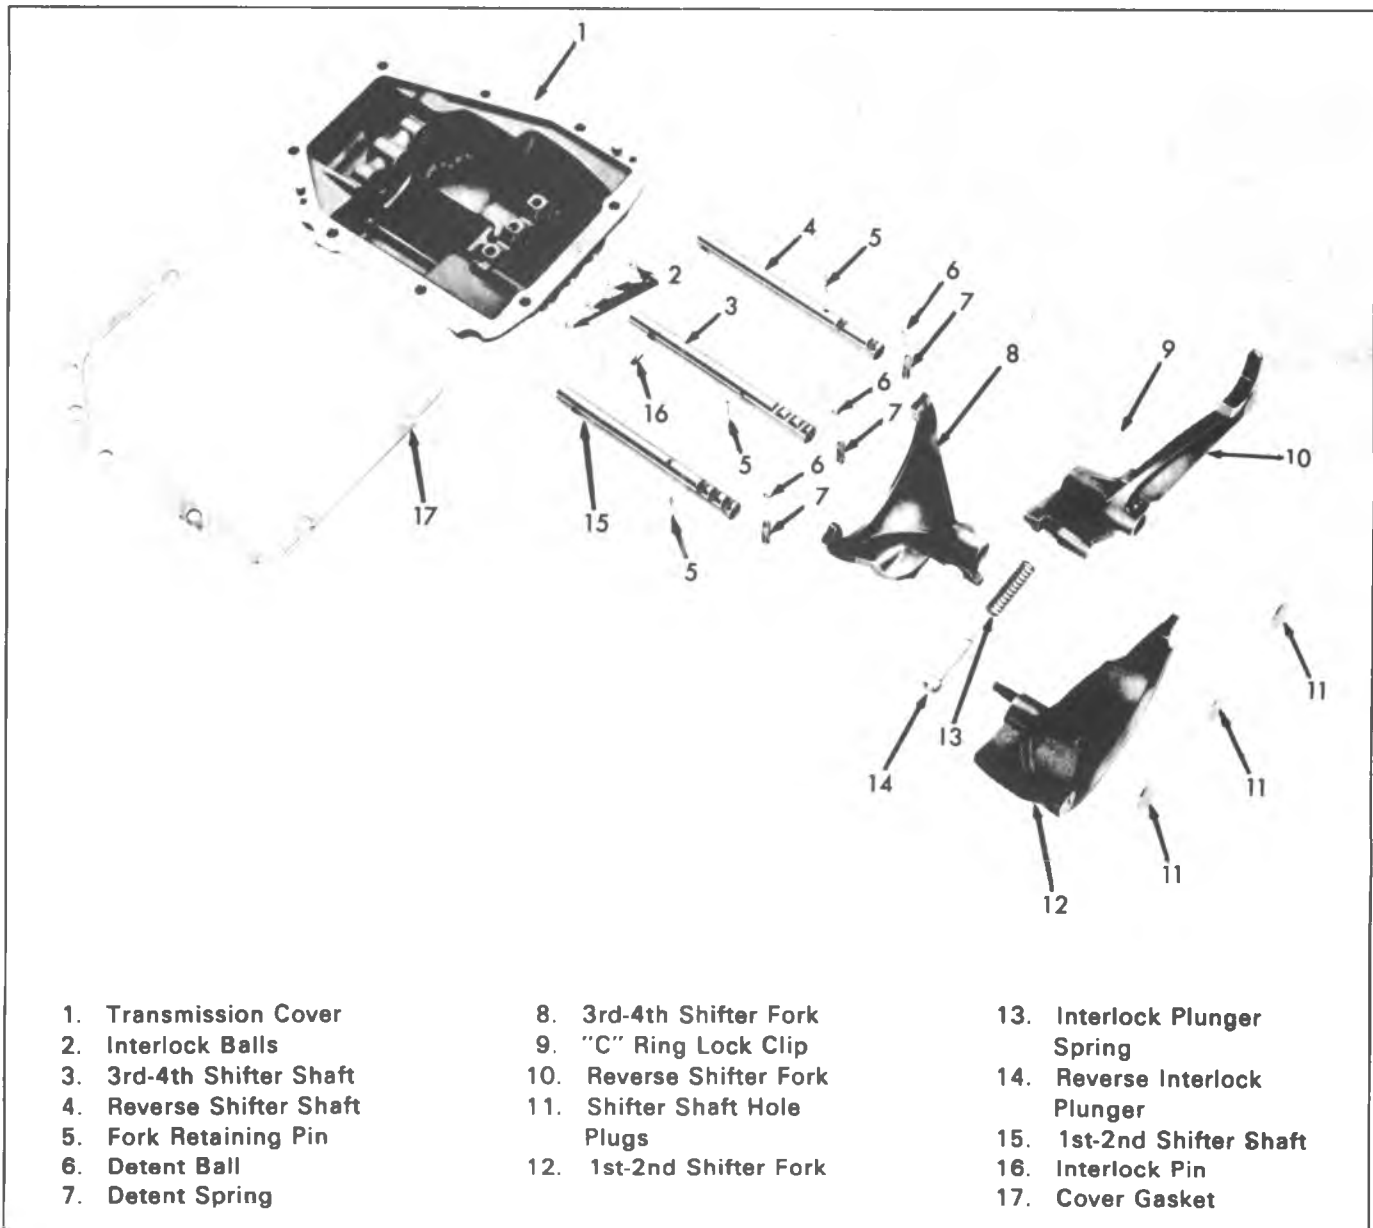 1
2
3
4
5
6
7
5
6
7
6
7
5
8
9
10
16
15
17
11
11
11
12
13
14
1. Transmission Cover
2. Interlock Balls
3. 3rd-4th Shifter Shaft
4. Reverse Shifter Shaft
5. Fork Retaining Pin
6. Detent Ball
7. Detent Spring
8. 3rd-4th Shifter Fork
9. "C" Ring Lock Clip
10. Reverse Shifter Fork
11. Shifter Shaft Hole
Plugs
12. 1st-2nd Shifter Fork
13. Interlock Plunger
Spring
14. Reverse Interlock
Plunger
15. 1st-2nd Shifter Shaft
16. Interlock Pin
17. Cover Gasket